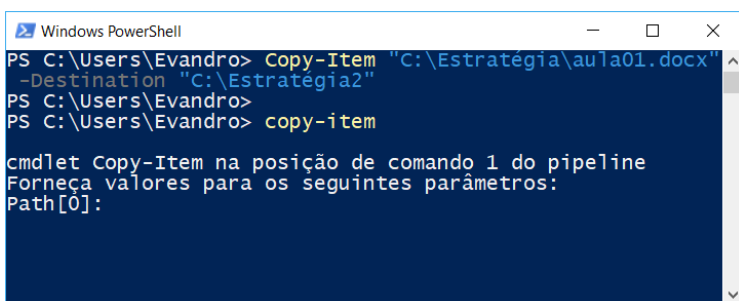 Windows PowerShell
PS C:\Users\Evandro> Copy-Item "C:\Estratégia\aula01.docx"
-Destination "C:\Estratégia2"
PS C:\Users\Evandro>
PS C:\Users\Evandro> copy-item
cmdlet Copy-Item na posição de comando 1 do pipeline
Forneça valores para os seguintes parâmetros:
Path[0]: